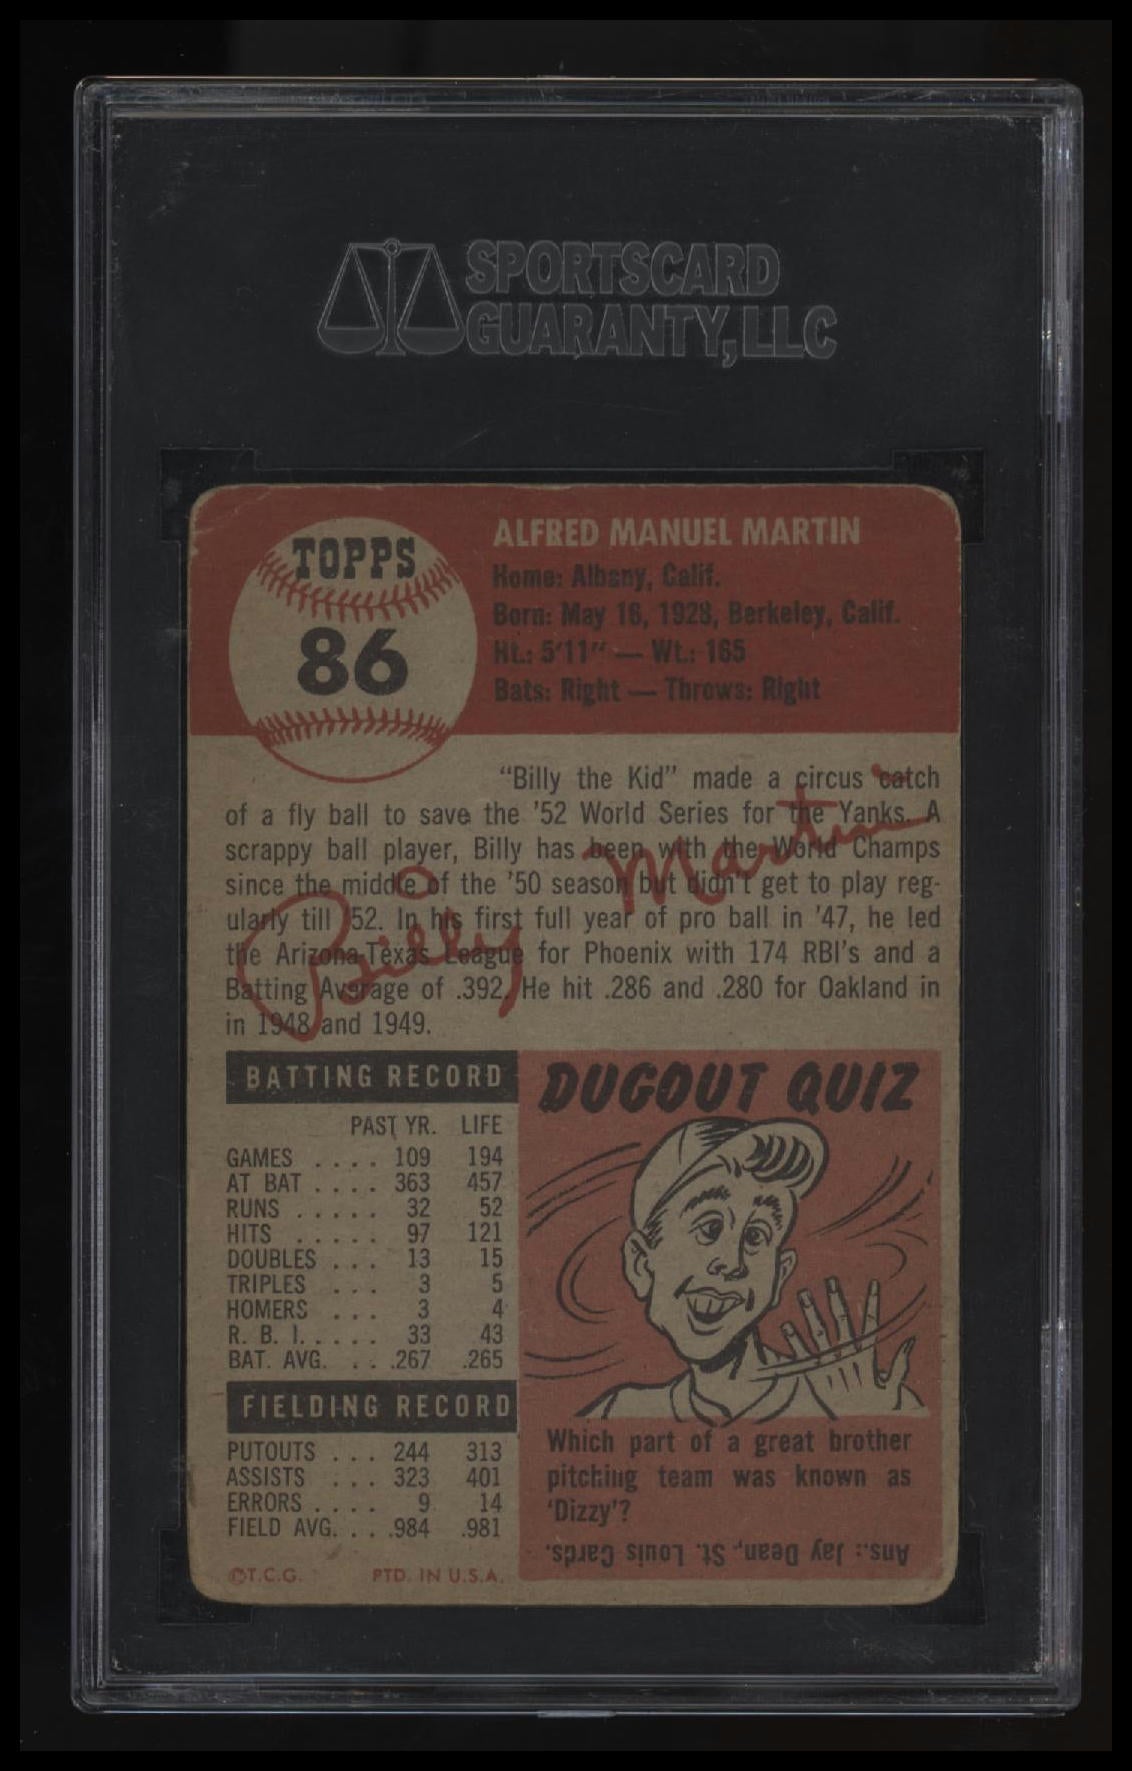 SPORTSCARD
GUARANTY, LLC
TOPPS
86
ALFRED MANUEL MARTIN
Home: Albany, Calif.
Born: May 16, 1928, Berkeley, Calif.
Ht.: 5'11" — Wt.: 165
Bats: Right — Throws: Right
"Billy the Kid" made a circus catch
of a fly ball to save the '52 World Series for the Yanks. A
scrappy ball player, Billy has been with the World Champs
since the middle of the '50 season but didn't get to play reg-
ularly till '52. In his first full year of pro ball in '47, he led
the Arizona-Texas League for Phoenix with 174 RBI's and a
Batting Average of .392. He hit .286 and .280 for Oakland in
in 1948 and 1949.
Billy Martin
BATTING RECORD
PAST YR. LIFE
GAMES .... 109 194
AT BAT .... 363 457
RUNS ..... 32 52
HITS ..... 97 121
DOUBLES ... 13 15
TRIPLES ... 3 5
HOMERS ... 3 4
R. B. I. .... 33 43
BAT. AVG. ... .267 .265
FIELDING RECORD
PUTOUTS ... 244 313
ASSISTS ... 323 401
ERRORS .... 9 14
FIELD AVG. ... .984 .981
©T.C.G. PTD. IN U.S.A.
DUGOUT QUIZ
Which part of a great brother
pitching team was known as
'Dizzy'?
Ans.: Jay Dean, St. Louis Cards.